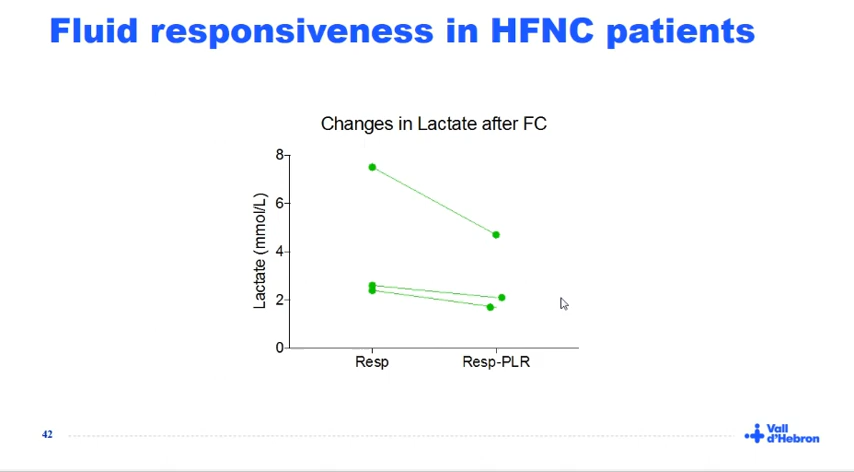 Fluid responsiveness in HFNC patients
Changes in Lactate after FC
8
6
4
2
0
Lactate (mmol/L)
Resp
Resp-PLR
42
Vall
d'Hebron